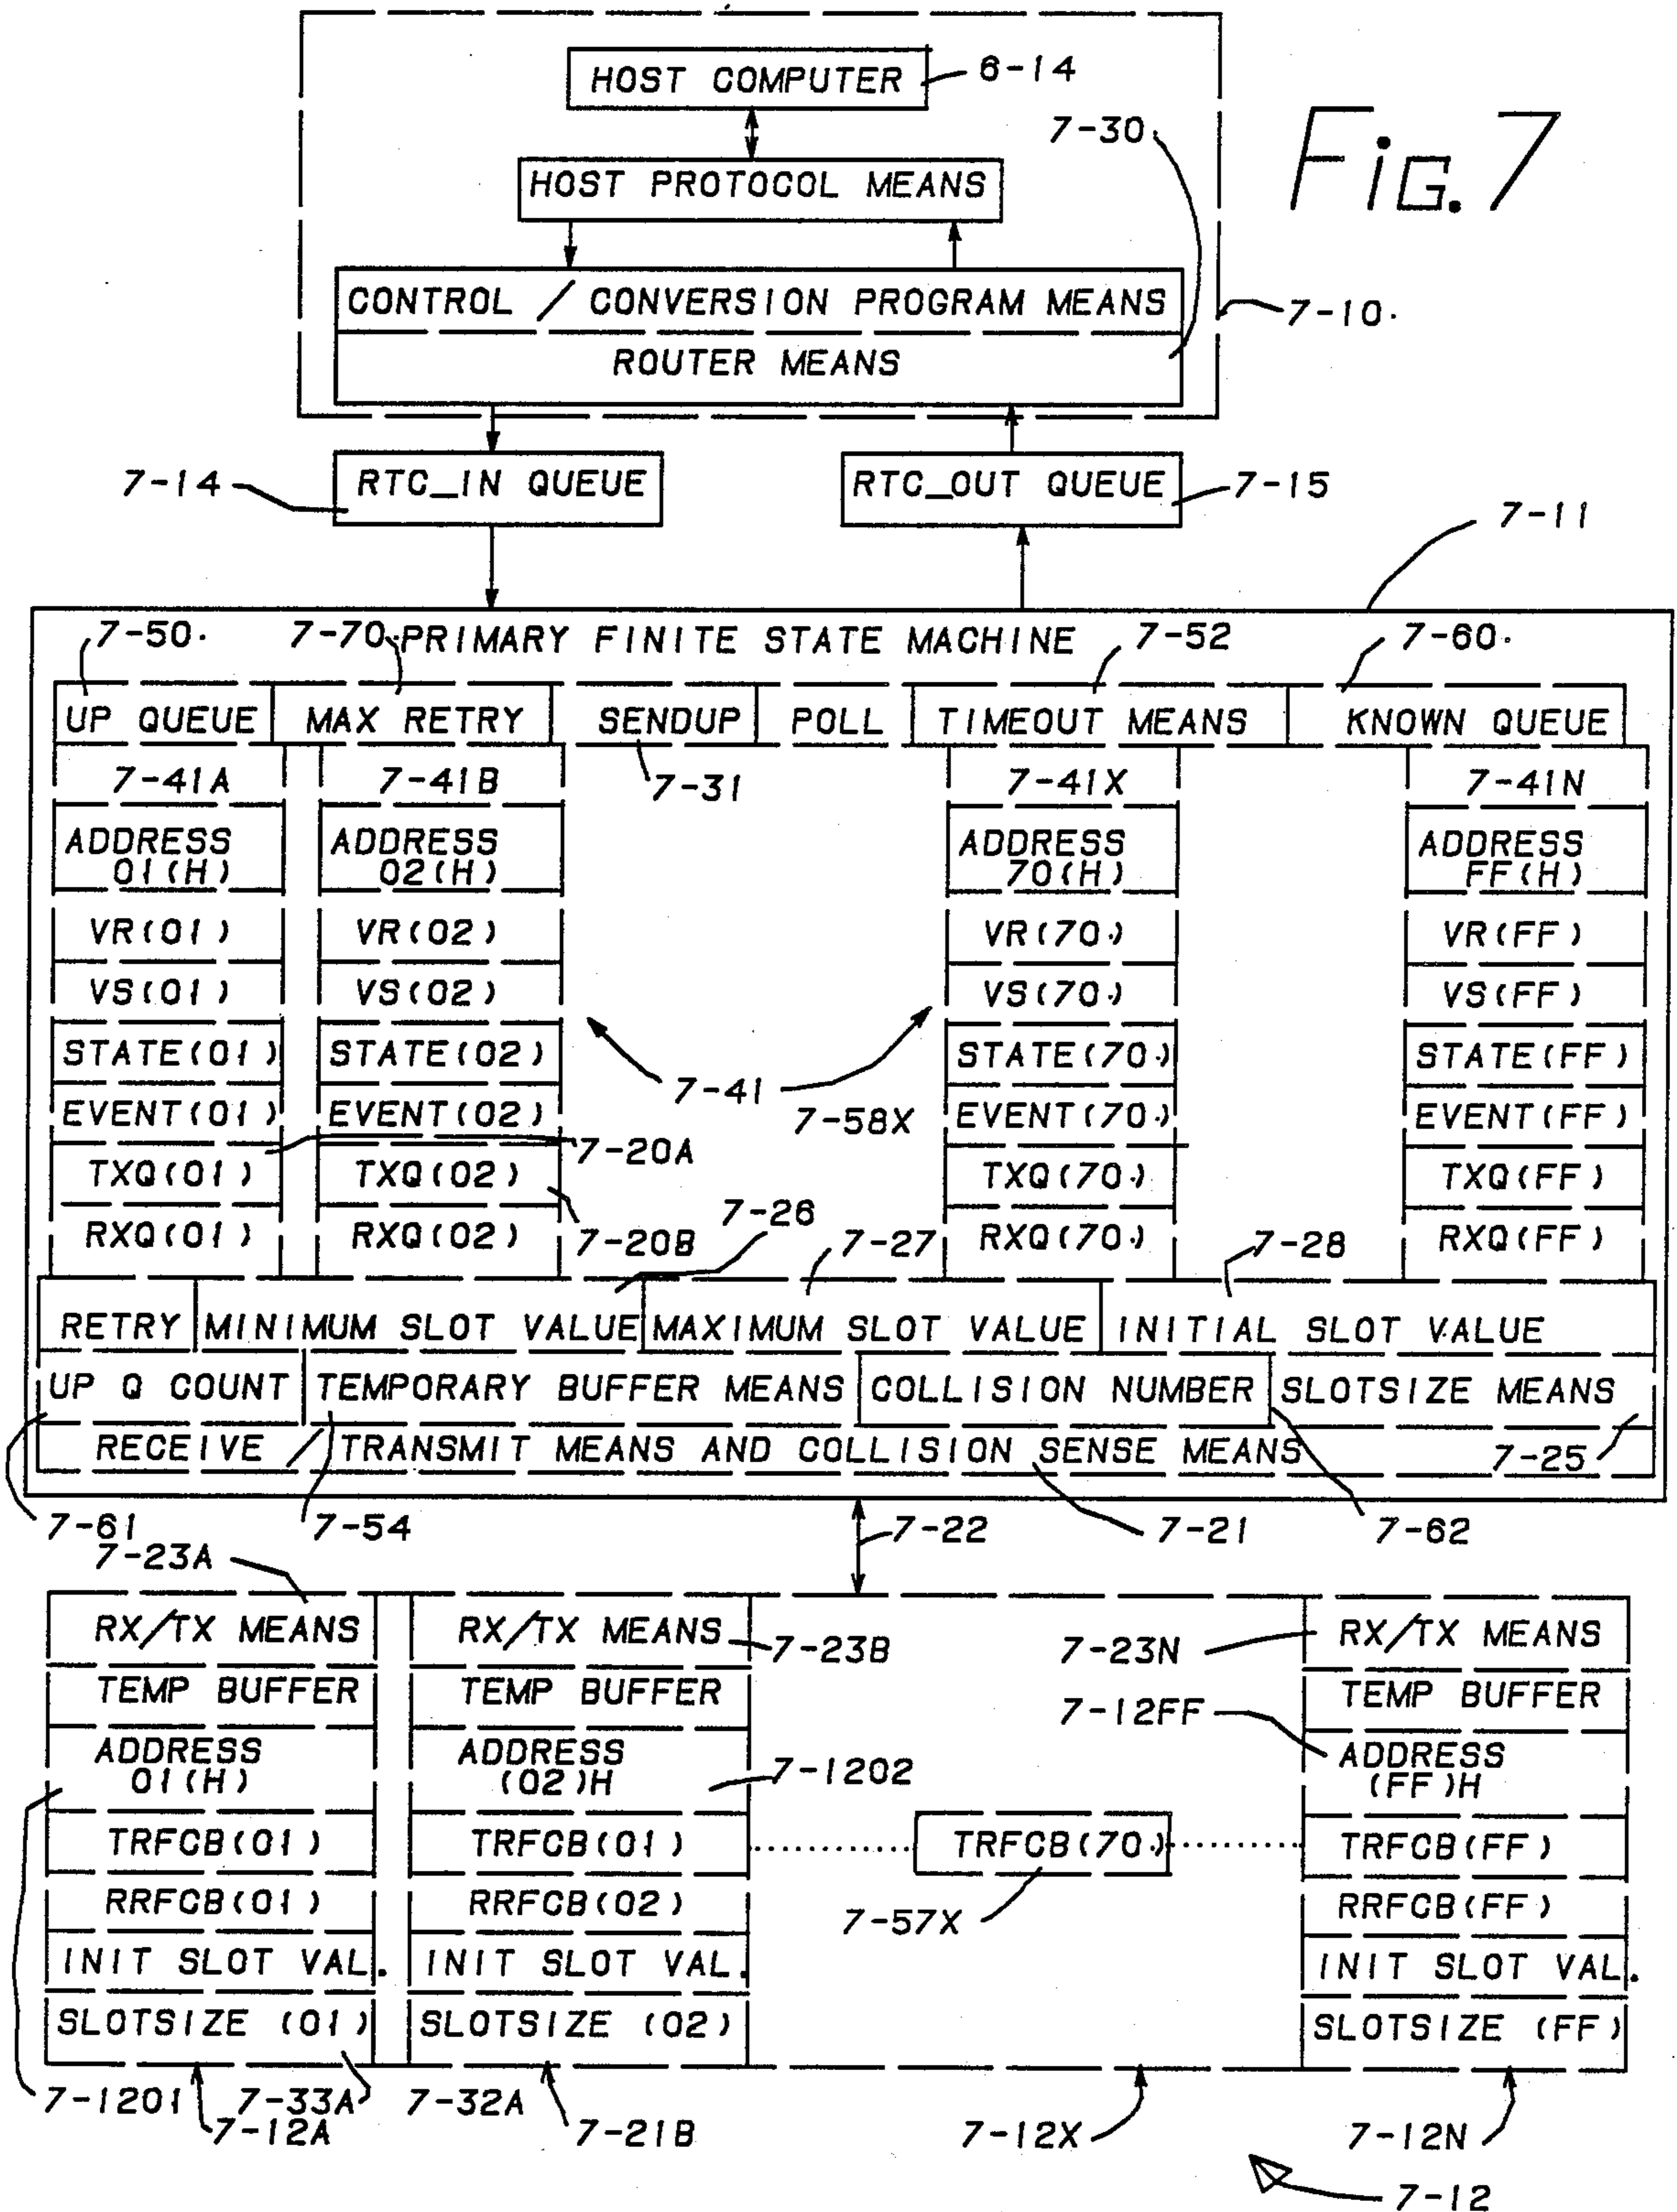 HOST COMPUTER 6-14
7-30.
Fig. 7
HOST PROTOCOL MEANS
CONTROL / CONVERSION PROGRAM MEANS
7-10.
ROUTER MEANS
7-14 RTC_IN QUEUE RTC_OUT QUEUE 7-15
7-11
7-50. 7-70. PRIMARY FINITE STATE MACHINE 7-52 7-60.
UP QUEUE MAX RETRY SENDUP POLL TIMEOUT MEANS KNOWN QUEUE
7-41A 7-41B 7-31 7-41X 7-41N
ADDRESS ADDRESS ADDRESS ADDRESS
01(H) 02(H) 70(H) FF(H)
VR(01) VR(02) VR(70.) VR(FF)
VS(01) VS(02) VS(70.) VS(FF)
STATE(01) STATE(02) STATE(70.) STATE(FF)
7-41
EVENT(01) EVENT(02) 7-58X EVENT(70.) EVENT(FF)
7-20A
TXQ(01) TXQ(02) TXQ(70.) TXQ(FF)
7-26
RXQ(01) RXQ(02) 7-20B 7-27 RXQ(70.) 7-28 RXQ(FF)
RETRY MINIMUM SLOT VALUE MAXIMUM SLOT VALUE INITIAL SLOT VALUE
UP Q COUNT TEMPORARY BUFFER MEANS COLLISION NUMBER SLOTSIZE MEANS
RECEIVE / TRANSMIT MEANS AND COLLISION SENSE MEANS 7-25
7-61 7-54 7-22 7-21 7-62
7-23A
RX/TX MEANS RX/TX MEANS 7-23B 7-23N RX/TX MEANS
TEMP BUFFER TEMP BUFFER TEMP BUFFER
7-12FF
ADDRESS ADDRESS ADDRESS
01(H) (02)H 7-1202 (FF)H
TRFCB(01) TRFCB(01) TRFCB(70.) TRFCB(FF)
RRFCB(01) RRFCB(02) 7-57X RRFCB(FF)
INIT SLOT VAL. INIT SLOT VAL. INIT SLOT VAL.
SLOTSIZE (01) SLOTSIZE (02) SLOTSIZE (FF)
7-1201 7-33A 7-32A
7-12A 7-21B 7-12X 7-12N
7-12